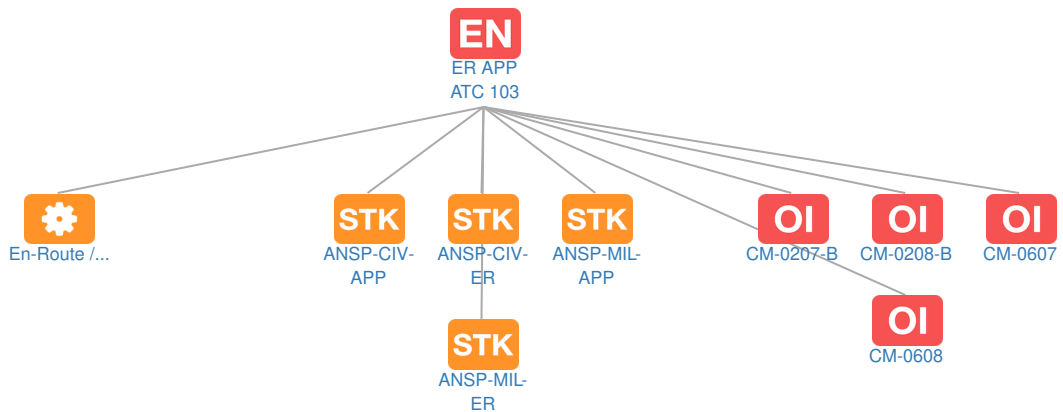 EN
ER APP
ATC 103
En-Route /...
STK
ANSP-CIV-
APP
STK
ANSP-CIV-
ER
STK
ANSP-MIL-
APP
OI
CM-0207-B
OI
CM-0208-B
OI
CM-0607
STK
ANSP-MIL-
ER
OI
CM-0608